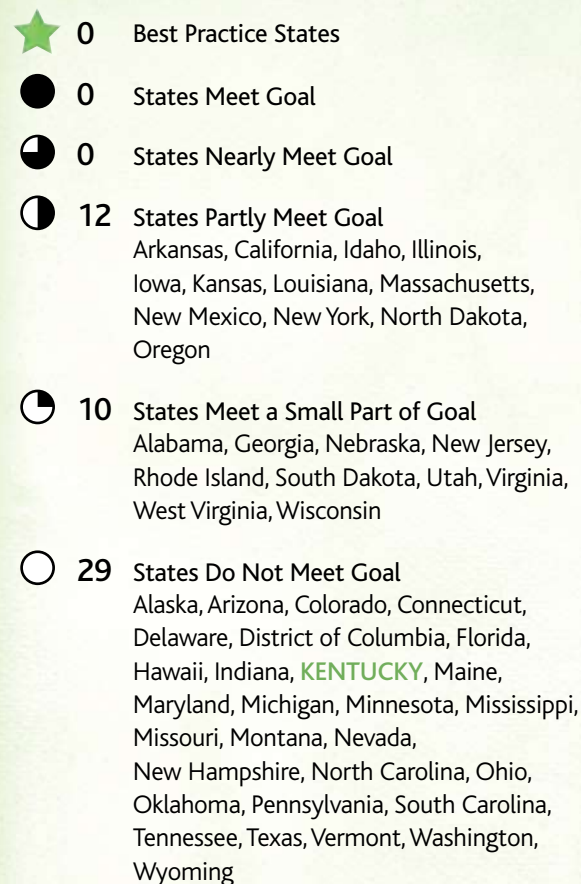 0 Best Practice States
0 States Meet Goal
0 States Nearly Meet Goal
12 States Partly Meet Goal
Arkansas, California, Idaho, Illinois,
Iowa, Kansas, Louisiana, Massachusetts,
New Mexico, New York, North Dakota,
Oregon
10 States Meet a Small Part of Goal
Alabama, Georgia, Nebraska, New Jersey,
Rhode Island, South Dakota, Utah, Virginia,
West Virginia, Wisconsin
29 States Do Not Meet Goal
Alaska, Arizona, Colorado, Connecticut,
Delaware, District of Columbia, Florida,
Hawaii, Indiana, KENTUCKY, Maine,
Maryland, Michigan, Minnesota, Mississippi,
Missouri, Montana, Nevada,
New Hampshire, North Carolina, Ohio,
Oklahoma, Pennsylvania, South Carolina,
Tennessee, Texas, Vermont, Washington,
Wyoming